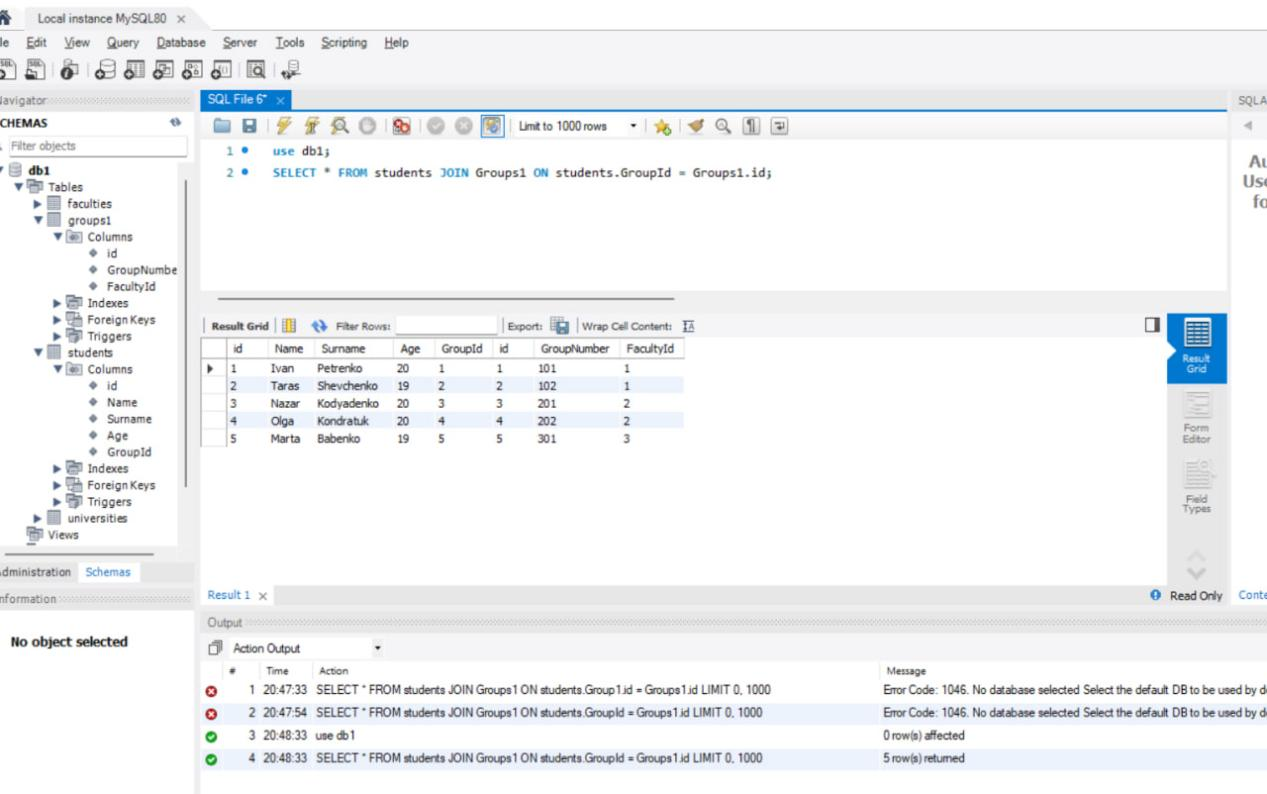 Local instance MySQL80
le Edit View Query Database Server Tools Scripting Help
Navigator
CHEMAS
Filter objects
db1
Tables
faculties
groups1
Columns
id
GroupNumbe
FacultyId
Indexes
Foreign Keys
Triggers
students
Columns
id
Name
Surname
Age
GroupId
Indexes
Foreign Keys
Triggers
universities
Views
dministration Schemas
nformation
No object selected
SQL File 6*
Limit to 1000 rows
1 use db1;
2 SELECT * FROM students JOIN Groups1 ON students.GroupId = Groups1.id;
Result Grid Filter Rows: Export: Wrap Cell Content:
id Name Surname Age GroupId id GroupNumber FacultyId
1 Ivan Petrenko 20 1 1 101 1
2 Taras Shevchenko 19 2 2 102 1
3 Nazar Kodyadenko 20 3 3 201 2
4 Olga Kondratuk 20 4 4 202 2
5 Marta Babenko 19 5 5 301 3
Result
Grid
Form
Editor
Field
Types
Result 1 Read Only
Output
Action Output
# Time Action Message
1 20:47:33 SELECT * FROM students JOIN Groups1 ON students.Group1.id = Groups1.id LIMIT 0, 1000 Error Code: 1046. No database selected Select the default DB to be used by d
2 20:47:54 SELECT * FROM students JOIN Groups1 ON students.GroupId = Groups1.id LIMIT 0, 1000 Error Code: 1046. No database selected Select the default DB to be used by d
3 20:48:33 use db1 0 row(s) affected
4 20:48:33 SELECT * FROM students JOIN Groups1 ON students.GroupId = Groups1.id LIMIT 0, 1000 5 row(s) returned
SQLA
Au
Use
fo
Conte